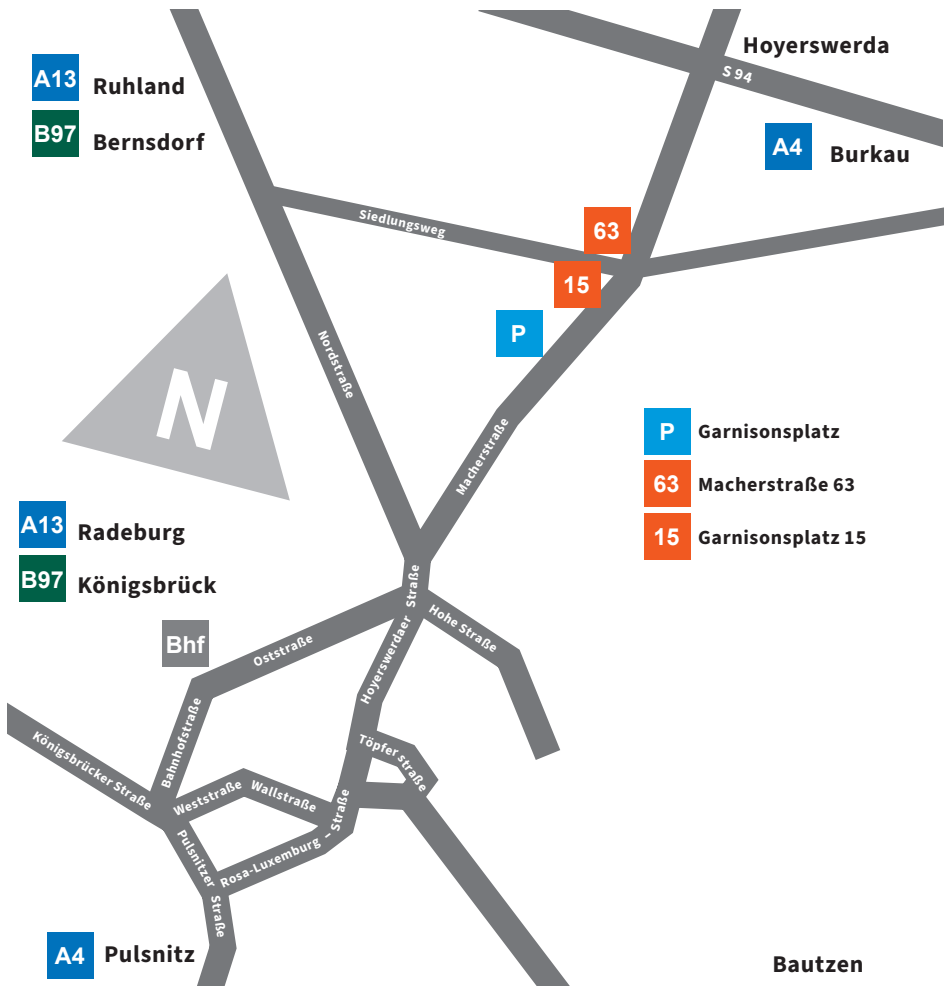 Hoyerswerda
S 94
A13 Ruhland
B97 Bernsdorf
A4 Burkau
Siedlungsweg
63
15
P
Nordstraße
N
Macherstraße
P Garnisonsplatz
63 Macherstraße 63
15 Garnisonsplatz 15
A13 Radeburg
B97 Königsbrück
Bhf
Oststraße
Hoyerswerdaer Straße
Hohe Straße
Königsbrücker Straße
Bahnhofstraße
Töpferstraße
Weststraße
Wallstraße
Pulsnitzer Straße
Rosa-Luxemburg – Straße
A4 Pulsnitz
Bautzen